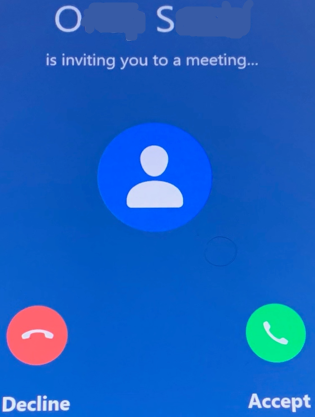 O S
is inviting you to a meeting...
Decline
Accept